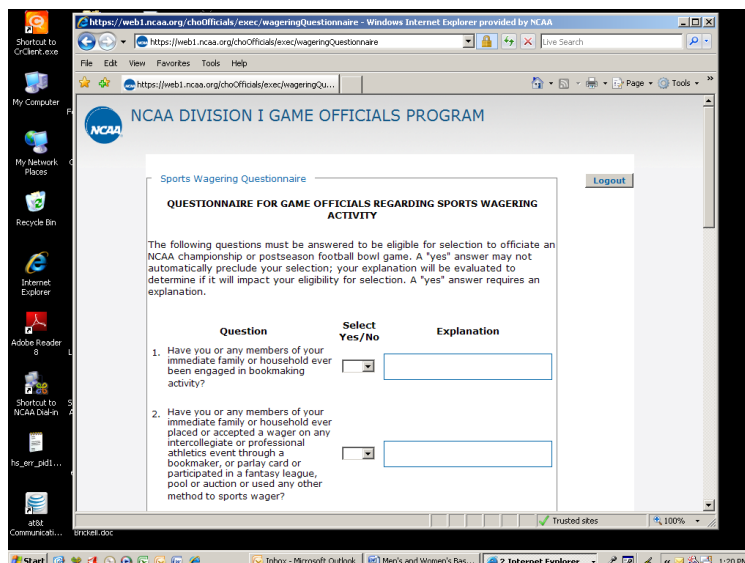 https://web1.ncaa.org/choOfficials/exec/wageringQuestionnaire - Windows Internet Explorer provided by NCAA
https://web1.ncaa.org/choOfficials/exec/wageringQuestionnaire
Live Search
File Edit View Favorites Tools Help
https://web1.ncaa.org/choOfficials/exec/wageringQu...
Page Tools
Shortcut to
CrClient.exe
My Computer
My Network
Places
Recycle Bin
Internet
Explorer
Adobe Reader
8
Shortcut to
NCAA Dial-in
hs_err_pid1...
at&t
Communicati...
Brickell.doc
NCAA
NCAA DIVISION I GAME OFFICIALS PROGRAM
Logout
Sports Wagering Questionnaire
QUESTIONNAIRE FOR GAME OFFICIALS REGARDING SPORTS WAGERING
ACTIVITY
The following questions must be answered to be eligible for selection to officiate an
NCAA championship or postseason football bowl game. A "yes" answer may not
automatically preclude your selection; your explanation will be evaluated to
determine if it will impact your eligibility for selection. A "yes" answer requires an
explanation.
Question Select Yes/No Explanation
1. Have you or any members of your
immediate family or household ever
been engaged in bookmaking
activity?
2. Have you or any members of your
immediate family or household ever
placed or accepted a wager on any
intercollegiate or professional
athletics event through a
bookmaker, or parlay card or
participated in a fantasy league,
pool or auction or used any other
method to sports wager?
Trusted sites 100%
Start
Inbox - Microsoft Outlook
Men's and Women's Bas...
2 Internet Explorer
1:20 PM